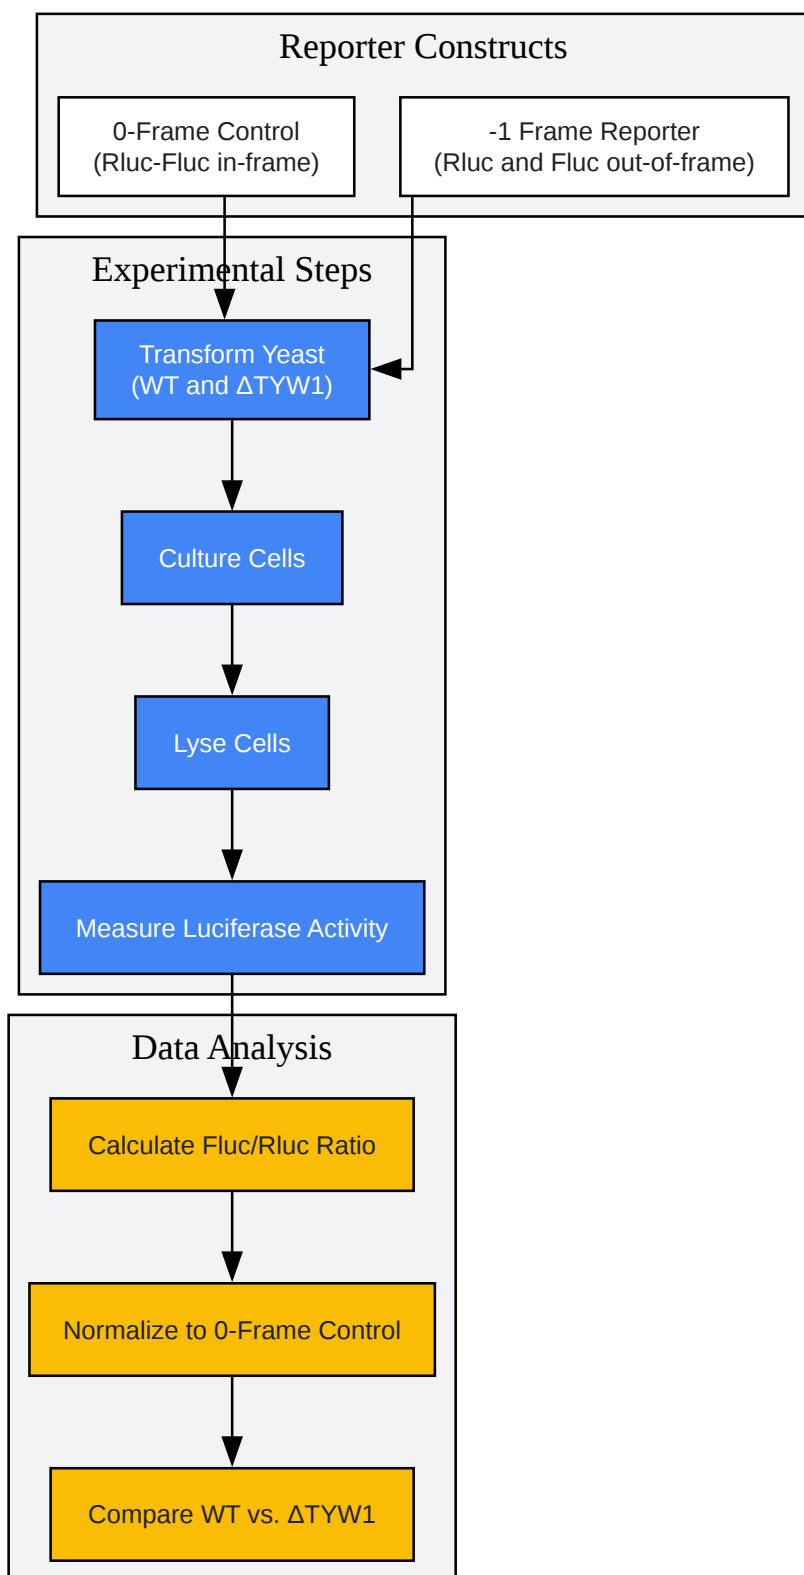 Reporter Constructs
0-Frame Control
(Rluc-Fluc in-frame)
-1 Frame Reporter
(Rluc and Fluc out-of-frame)
Experimental Steps
Transform Yeast
(WT and ΔTYW1)
Culture Cells
Lyse Cells
Measure Luciferase Activity
Data Analysis
Calculate Fluc/Rluc Ratio
Normalize to 0-Frame Control
Compare WT vs. ΔTYW1